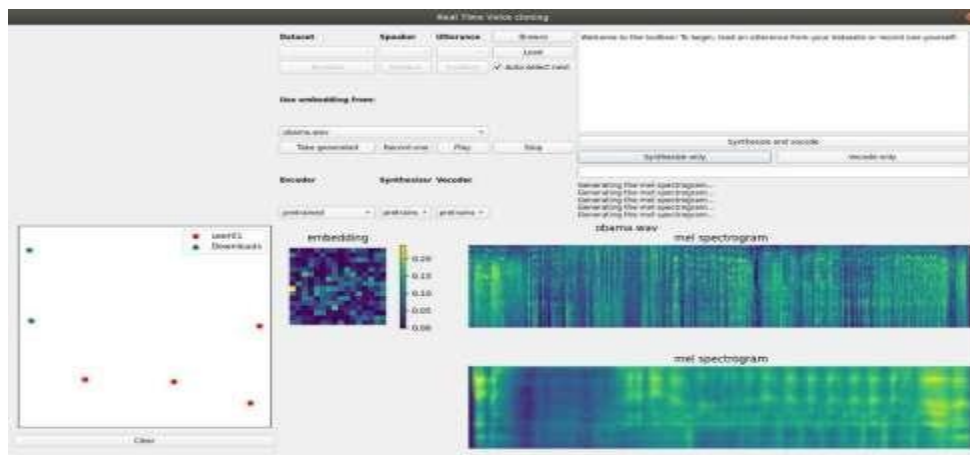 Real Time Voice cloning
Dataset Speaker Utterance Browse
Load
Auto select next
Welcome to the toolbox! To begin, load an utterance from your datasets or record one yourself.
Use embedding from:
obama.wav
Take generated Record one Play Stop
Synthesize and vocode
Synthesize only Vocode only
Encoder Synthesizer Vocoder
pretrained
Generating the mel spectrogram...
Generating the mel spectrogram...
Generating the mel spectrogram...
Generating the mel spectrogram...
Generating the mel spectrogram...
user01
Downloads
embedding
0.20
0.15
0.10
0.05
0.00
obama.wav
mel spectrogram
mel spectrogram
Clear